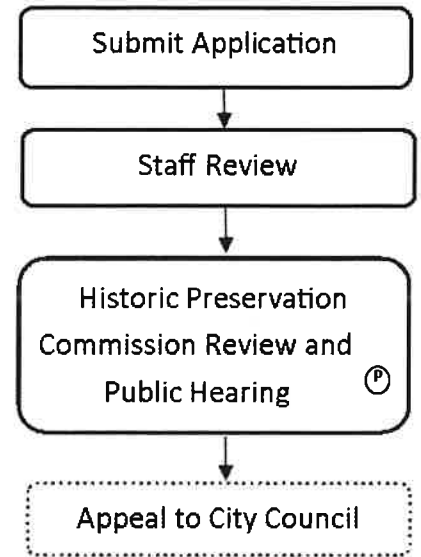 Submit Application
Staff Review
Historic Preservation
Commission Review and
Public Hearing
P
Appeal to City Council